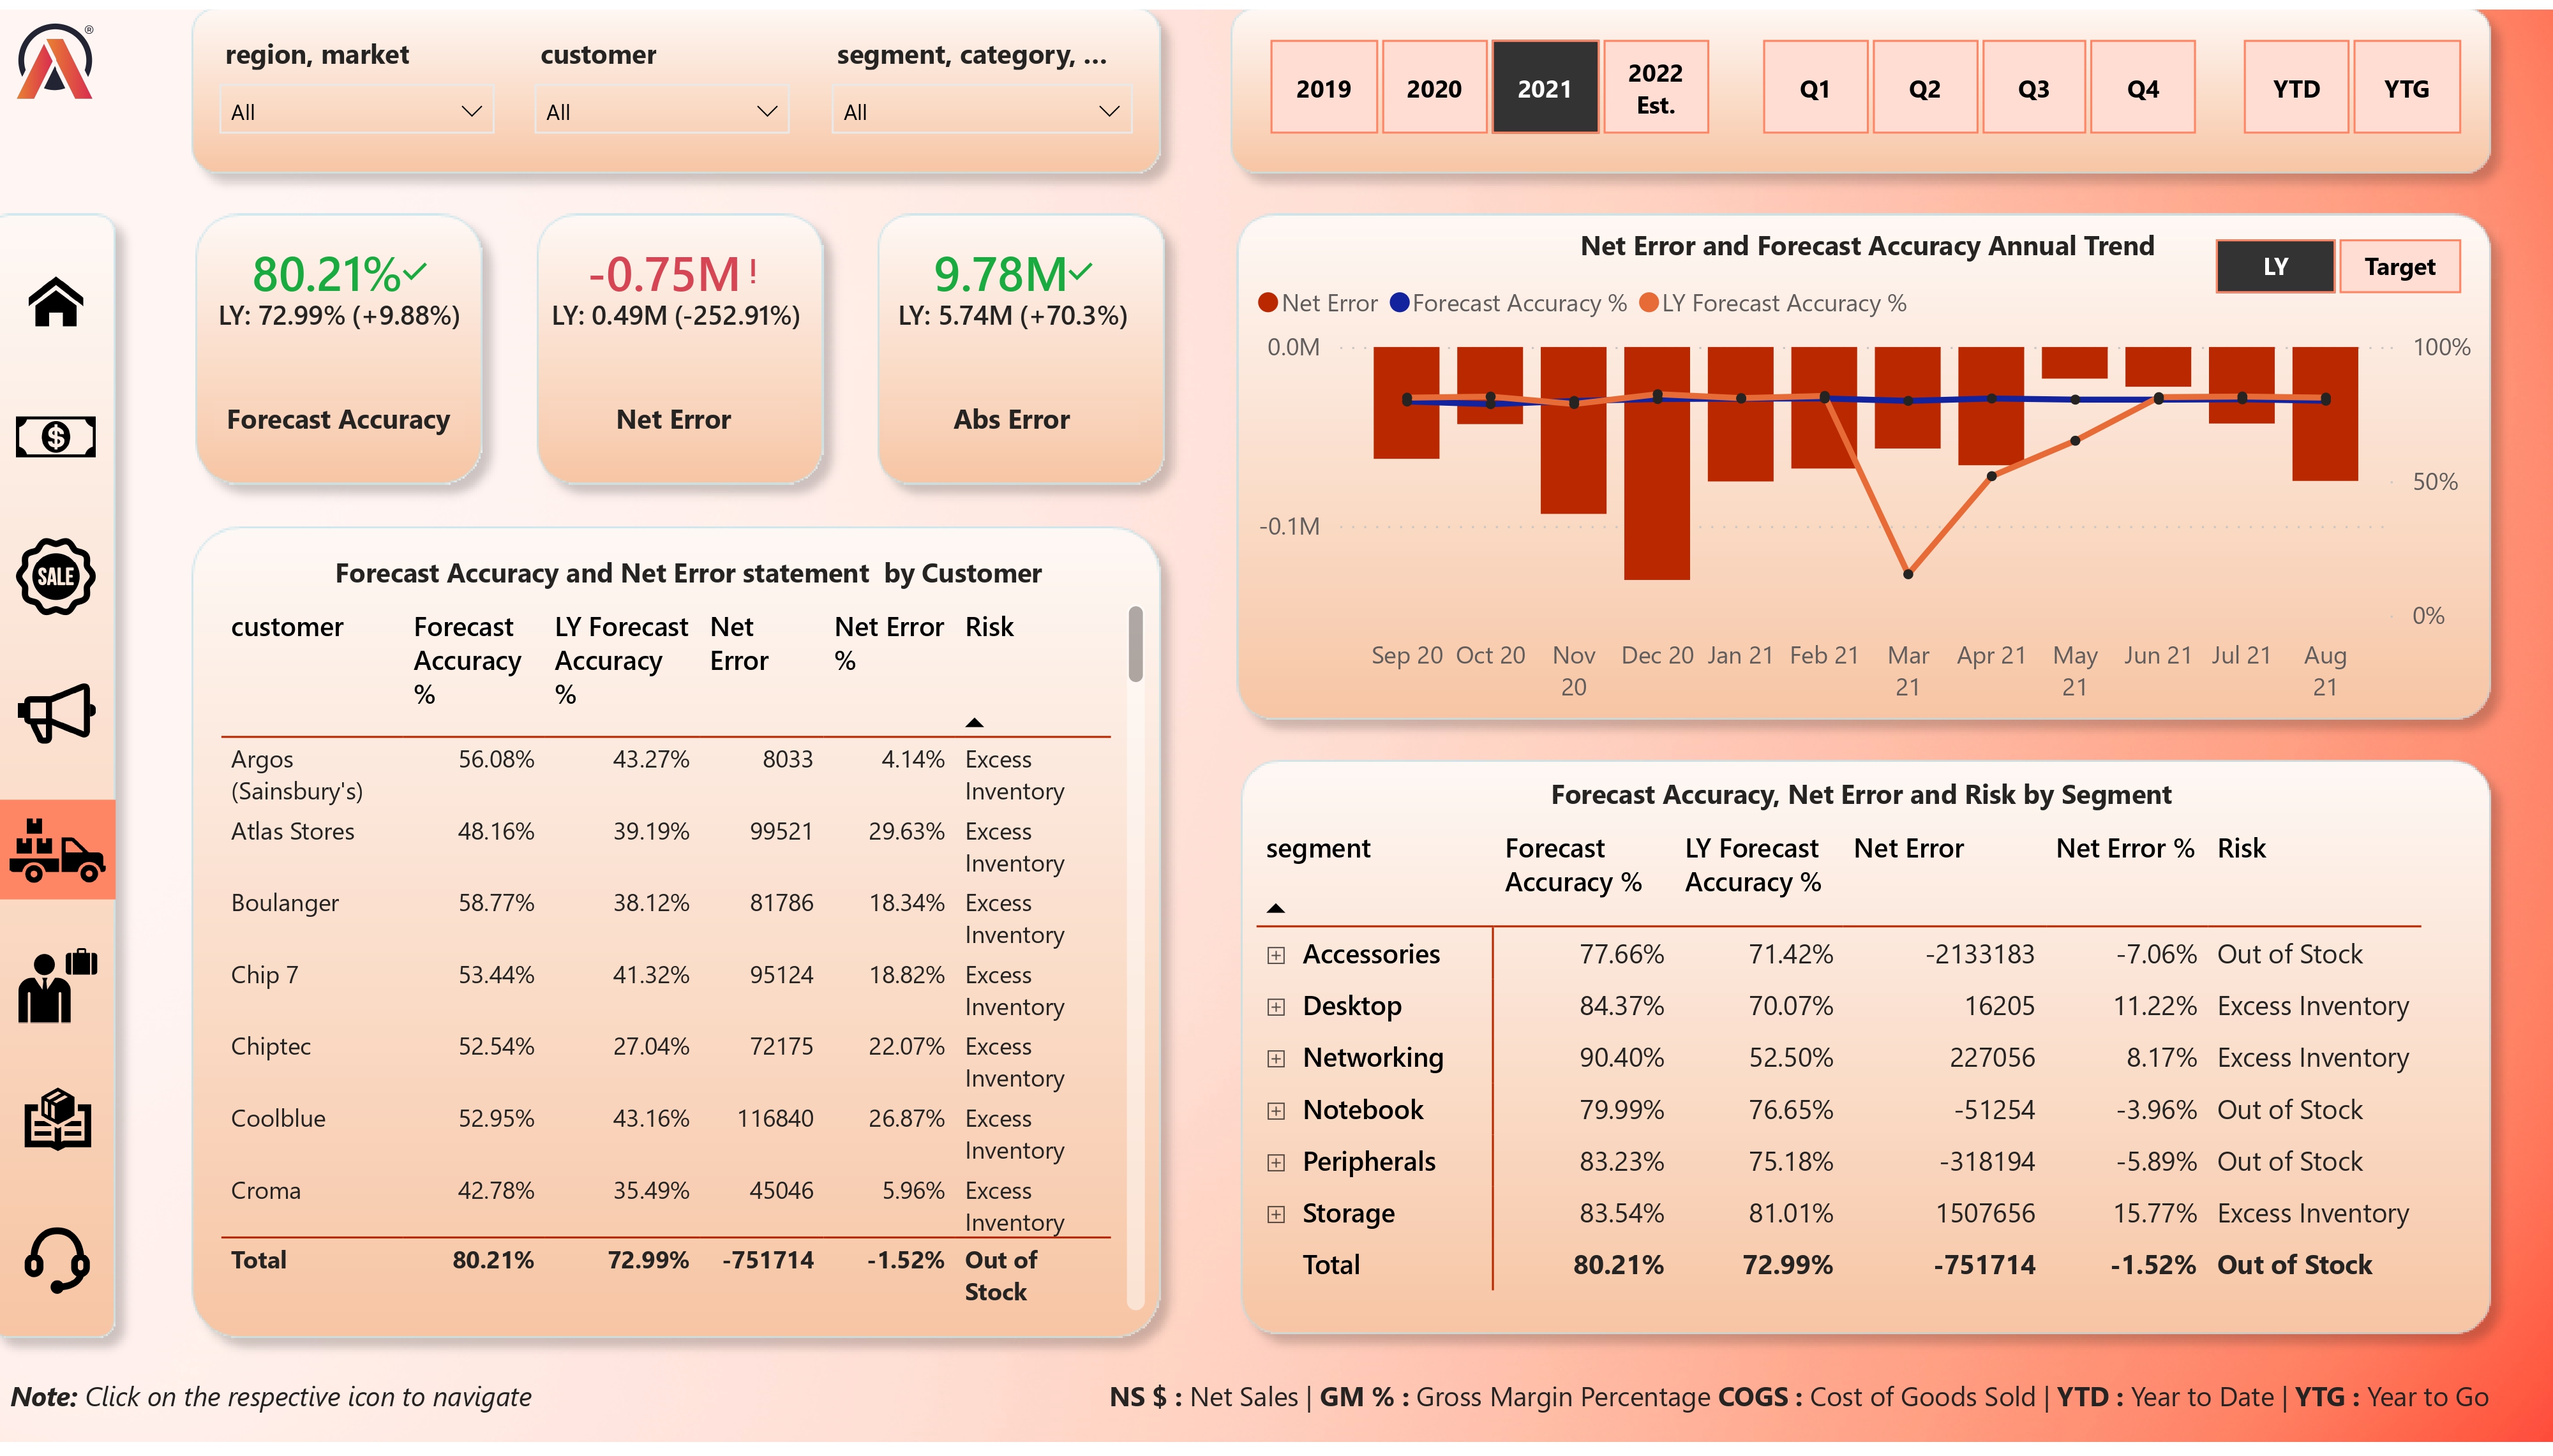 ®
region, market
customer
segment, category, ...
All
All
All
2019
2020
2021
2022
Est.
Q1
Q2
Q3
Q4
YTD
YTG
80.21%
LY: 72.99% (+9.88%)
Forecast Accuracy
-0.75M!
LY: 0.49M (-252.91%)
Net Error
9.78M
LY: 5.74M (+70.3%)
Abs Error
Net Error and Forecast Accuracy Annual Trend
LY
Target
Net Error
Forecast Accuracy %
LY Forecast Accuracy %
0.0M
-0.1M
100%
50%
0%
Sep 20
Oct 20
Nov
20
Dec 20
Jan 21
Feb 21
Mar
21
Apr 21
May
21
Jun 21
Jul 21
Aug
21
$
SALE
Forecast Accuracy and Net Error statement by Customer
customer Forecast LY Forecast Net Net Error Risk
Accuracy Accuracy Error %
% %
Argos 56.08% 43.27% 8033 4.14% Excess
(Sainsbury's) Inventory
Atlas Stores 48.16% 39.19% 99521 29.63% Excess
Inventory
Boulanger 58.77% 38.12% 81786 18.34% Excess
Inventory
Chip 7 53.44% 41.32% 95124 18.82% Excess
Inventory
Chiptec 52.54% 27.04% 72175 22.07% Excess
Inventory
Coolblue 52.95% 43.16% 116840 26.87% Excess
Inventory
Croma 42.78% 35.49% 45046 5.96% Excess
Inventory
Total 80.21% 72.99% -751714 -1.52% Out of
Stock
Forecast Accuracy, Net Error and Risk by Segment
segment Forecast LY Forecast Net Error Net Error % Risk
Accuracy % Accuracy %
Accessories 77.66% 71.42% -2133183 -7.06% Out of Stock
Desktop 84.37% 70.07% 16205 11.22% Excess Inventory
Networking 90.40% 52.50% 227056 8.17% Excess Inventory
Notebook 79.99% 76.65% -51254 -3.96% Out of Stock
Peripherals 83.23% 75.18% -318194 -5.89% Out of Stock
Storage 83.54% 81.01% 1507656 15.77% Excess Inventory
Total 80.21% 72.99% -751714 -1.52% Out of Stock
Note: Click on the respective icon to navigate
NS $ : Net Sales | GM % : Gross Margin Percentage COGS : Cost of Goods Sold | YTD : Year to Date | YTG : Year to Go